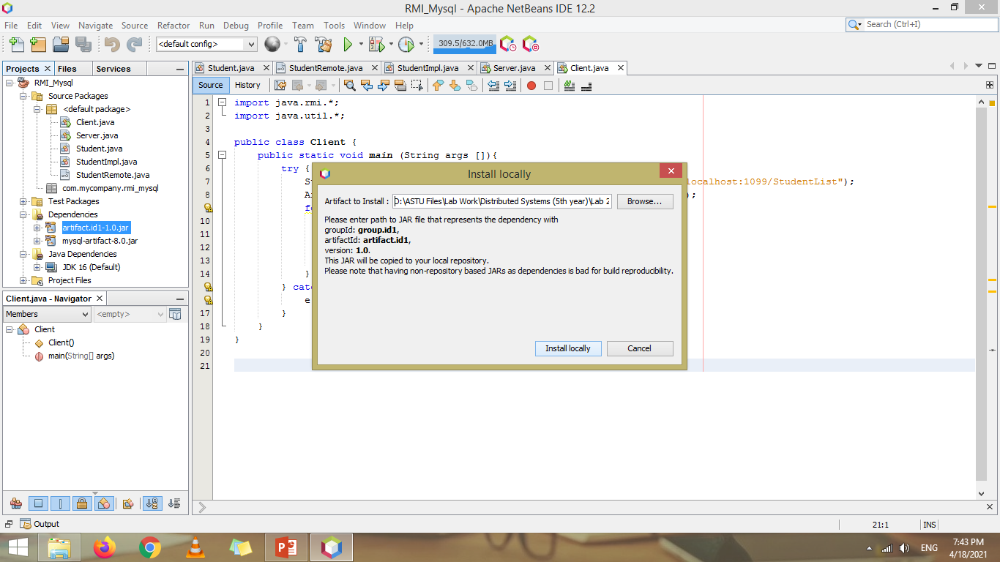 RMI_Mysql - Apache NetBeans IDE 12.2
File Edit View Navigate Source Refactor Run Debug Profile Team Tools Window Help
Search (Ctrl+I)
<default config>
309.5/632.0MB
Projects Files Services
RMI_Mysql
Source Packages
<default package>
Client.java
Server.java
Student.java
StudentImpl.java
StudentRemote.java
com.mycompany.rmi_mysql
Test Packages
Dependencies
artifact.id1-1.0.jar
mysql-artifact-8.0.jar
Java Dependencies
JDK 16 (Default)
Project Files
Client.java - Navigator
Members <empty>
Client
Client()
main(String[] args)
Student.java StudentRemote.java StudentImpl.java Server.java Client.java
Source History
1 import java.rmi.*;
2 import java.util.*;
3
4 public class Client {
5 public static void main (String args []){
6 try {
7 St localhost:1099/StudentList");
8 A );
fo
10
11
12
13
14 }
} catc
e
17 }
18 }
19 }
20
21
Install locally
Artifact to Install : D:\ASTU Files\Lab Work\Distributed Systems (5th year)\Lab 2 Browse...
Please enter path to JAR file that represents the dependency with
groupId: group.id1,
artifactId: artifact.id1,
version: 1.0.
This JAR will be copied to your local repository.
Please note that having non-repository based JARs as dependencies is bad for build reproducibility.
Install locally Cancel
Output
21:1 INS
ENG
7:43 PM
4/18/2021